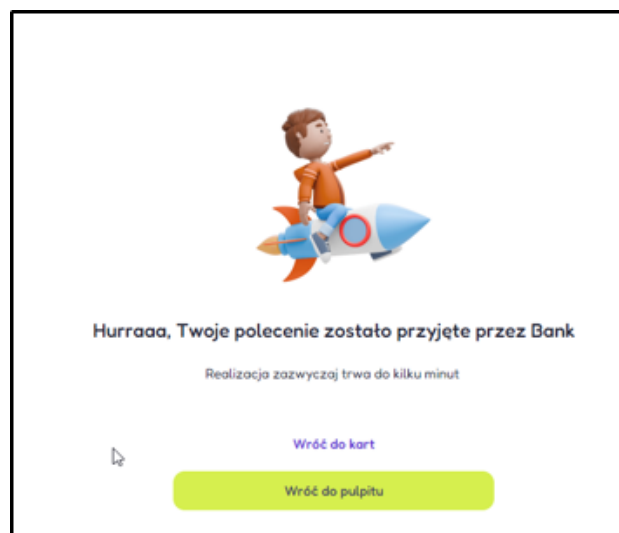 Hurraaa, Twoje polecenie zostało przyjęte przez Bank
Realizacja zazwyczaj trwa do kilku minut
Wróć do kart
Wróć do pulpitu